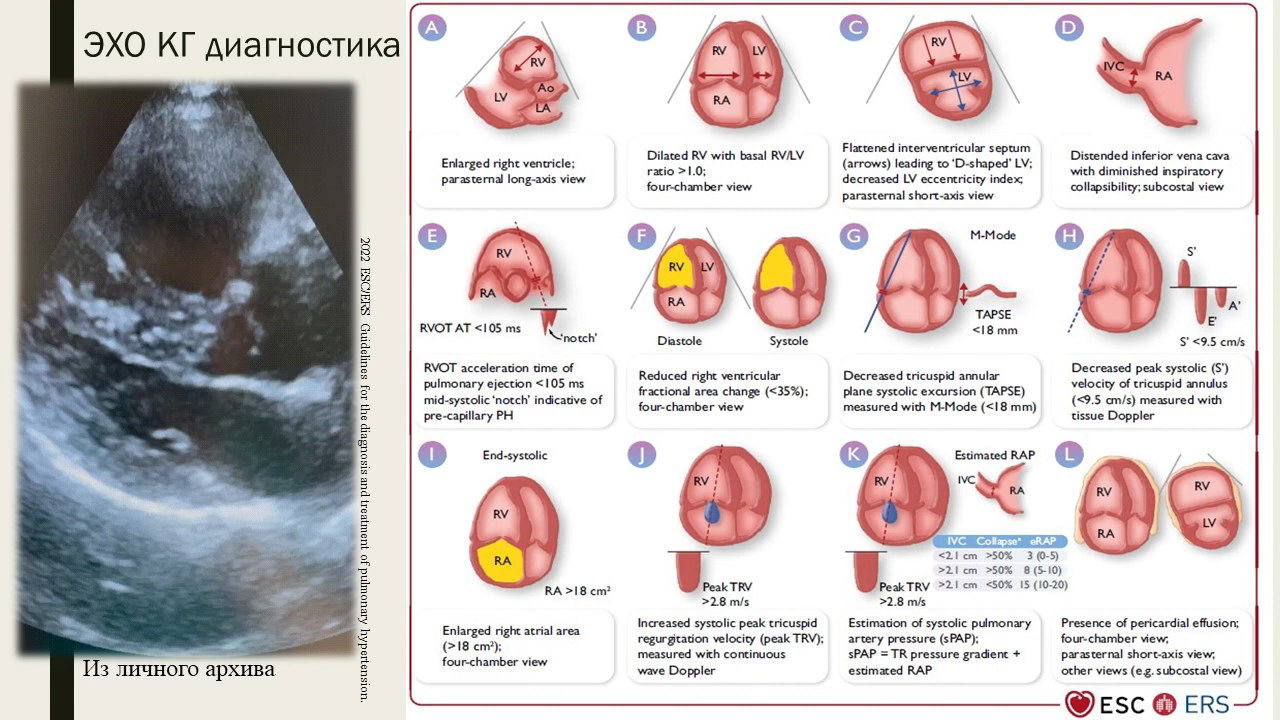 ЭХО КГ диагностика
Из личного архива
2022 ESC/ERS Guidelines for the diagnosis and treatment of pulmonary hypertension.
A
RV
Ao
LV
LA
Enlarged right ventricle;
parasternal long-axis view
B
RV LV
RA
Dilated RV with basal RV/LV
ratio >1.0;
four-chamber view
C
RV
LV
Flattened interventricular septum
(arrows) leading to ‘D-shaped’ LV;
decreased LV eccentricity index;
parasternal short-axis view
D
IVC
RA
Distended inferior vena cava
with diminished inspiratory
collapsibility; subcostal view
E
RV
RA
RVOT AT <105 ms
‘notch’
RVOT acceleration time of
pulmonary ejection <105 ms
mid-systolic ‘notch’ indicative of
pre-capillary PH
F
RV LV
RA
Diastole Systole
Reduced right ventricular
fractional area change (<35%);
four-chamber view
G
M-Mode
TAPSE
<18 mm
Decreased tricuspid annular
plane systolic excursion (TAPSE)
measured with M-Mode (<18 mm)
H
S’
A’
E’
S’ <9.5 cm/s
Decreased peak systolic (S’)
velocity of tricuspid annulus
(<9.5 cm/s) measured with
tissue Doppler
I
End-systolic
RV
RA
RA >18 cm²
Enlarged right atrial area
(>18 cm²);
four-chamber view
J
RV
Peak TRV
>2.8 m/s
Increased systolic peak tricuspid
regurgitation velocity (peak TRV);
measured with continuous
wave Doppler
K
Estimated RAP
RV
IVC
RA
IVC Collapse* eRAP
<2.1 cm >50% 3 (0-5)
>2.1 cm >50% 8 (5-10)
>2.1 cm <50% 15 (10-20)
Peak TRV
>2.8 m/s
Estimation of systolic pulmonary
artery pressure (sPAP);
sPAP = TR pressure gradient +
estimated RAP
L
RV
RA
RV
LV
Presence of pericardial effusion;
four-chamber view;
parasternal short-axis view;
other views (e.g. subcostal view)
ESC ERS